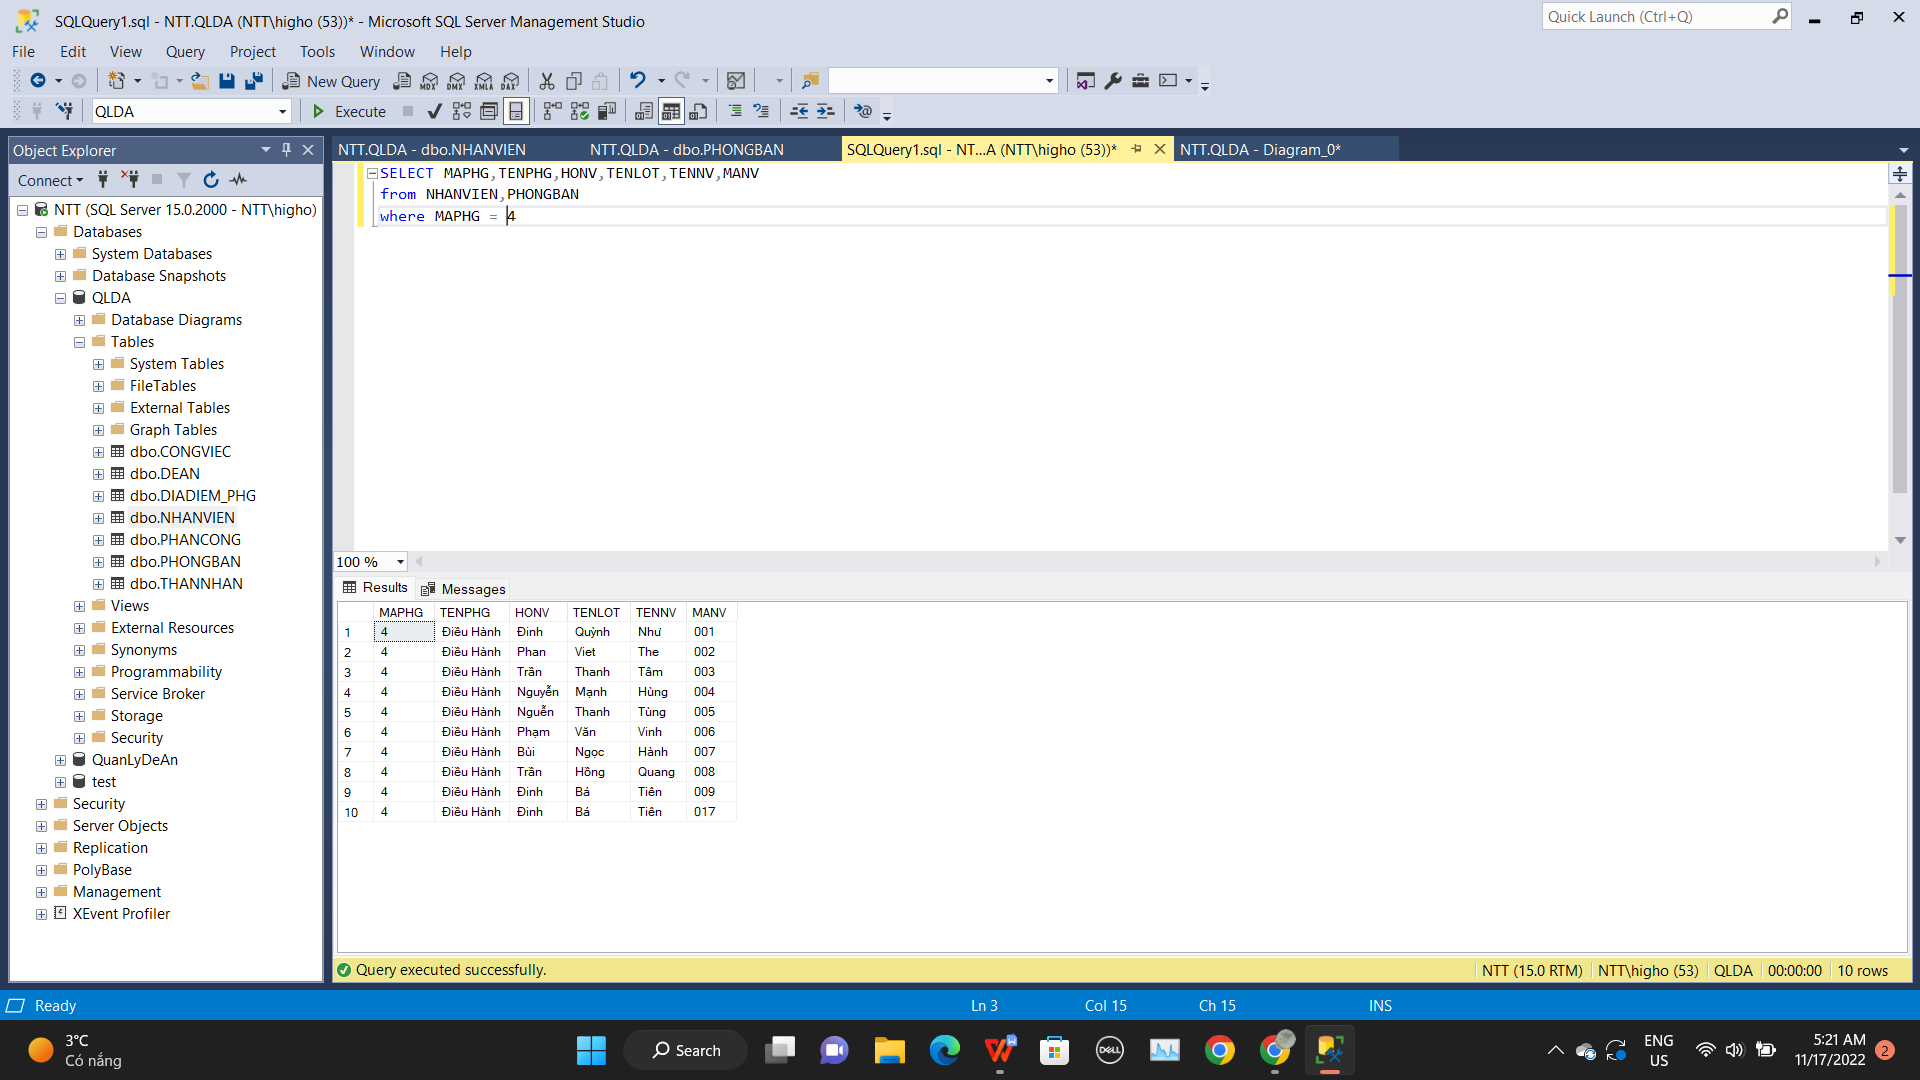 SQLQuery1.sql - NTT.QLDA (NTT\higho (53))* - Microsoft SQL Server Management Studio
Quick Launch (Ctrl+Q)
File Edit View Query Project Tools Window Help
New Query MDX DMX XMLA DAX
QLDA Execute
Object Explorer
NTT.QLDA - dbo.NHANVIEN NTT.QLDA - dbo.PHONGBAN SQLQuery1.sql - NT...A (NTT\higho (53))* NTT.QLDA - Diagram_0*
Connect
NTT (SQL Server 15.0.2000 - NTT\higho)
Databases
System Databases
Database Snapshots
QLDA
Database Diagrams
Tables
System Tables
FileTables
External Tables
Graph Tables
dbo.CONGVIEC
dbo.DEAN
dbo.DIADIEM_PHG
dbo.NHANVIEN
dbo.PHANCONG
dbo.PHONGBAN
dbo.THANNHAN
Views
External Resources
Synonyms
Programmability
Service Broker
Storage
Security
QuanLyDeAn
test
Security
Server Objects
Replication
PolyBase
Management
XEvent Profiler
SELECT MAPHG,TENPHG,HONV,TENLOT,TENNV,MANV
from NHANVIEN,PHONGBAN
where MAPHG = 4
100 %
Results Messages
MAPHG TENPHG HONV TENLOT TENNV MANV
1 4 Điều Hành Đinh Quỳnh Như 001
2 4 Điều Hành Phan Viet The 002
3 4 Điều Hành Trần Thanh Tâm 003
4 4 Điều Hành Nguyễn Mạnh Hùng 004
5 4 Điều Hành Nguễn Thanh Tùng 005
6 4 Điều Hành Phạm Văn Vinh 006
7 4 Điều Hành Bùi Ngọc Hành 007
8 4 Điều Hành Trần Hồng Quang 008
9 4 Điều Hành Đinh Bá Tiên 009
10 4 Điều Hành Đinh Bá Tiên 017
Query executed successfully. NTT (15.0 RTM) NTT\higho (53) QLDA 00:00:00 10 rows
Ready Ln 3 Col 15 Ch 15 INS
3°C
Có nắng
Search
DELL
ENG
US
5:21 AM
11/17/2022
2